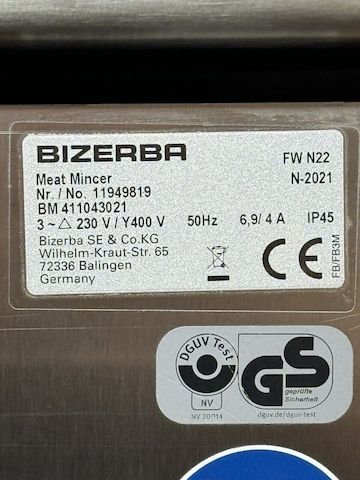 BIZERBA
FW N22
Meat Mincer
N-2021
Nr. / No. 11949819
BM 411043021
3 ~ △ 230 V / Y400 V 50Hz 6,9/ 4 A IP45
Bizerba SE & Co.KG
Wilhelm-Kraut-Str. 65
72336 Balingen
Germany
CE
FB/FB3M
DGUV Test
NV
NV 20014
GS
geprüfte
Sicherheit
dguv.de/dguv-test